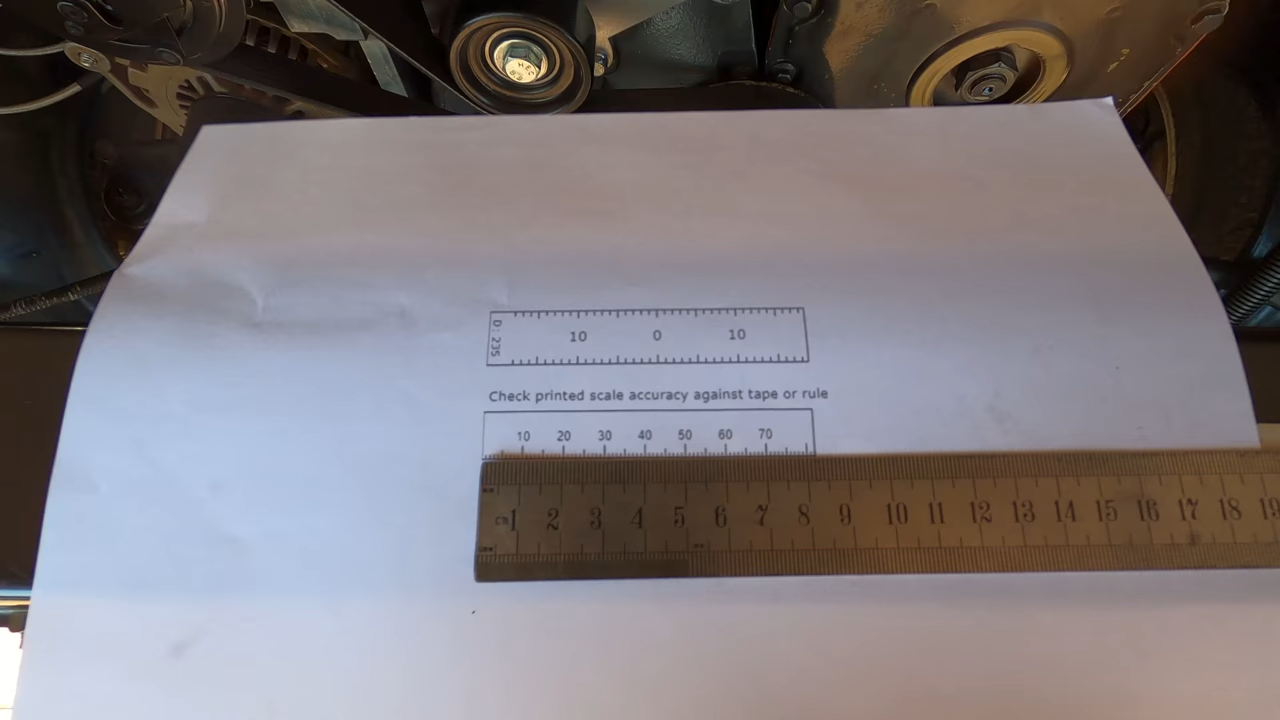 D: 235
10 0 10
Check printed scale accuracy against tape or rule
10 20 30 40 50 60 70
cm 1 2 3 4 5 6 7 8 9 10 11 12 13 14 15 16 17 18 19